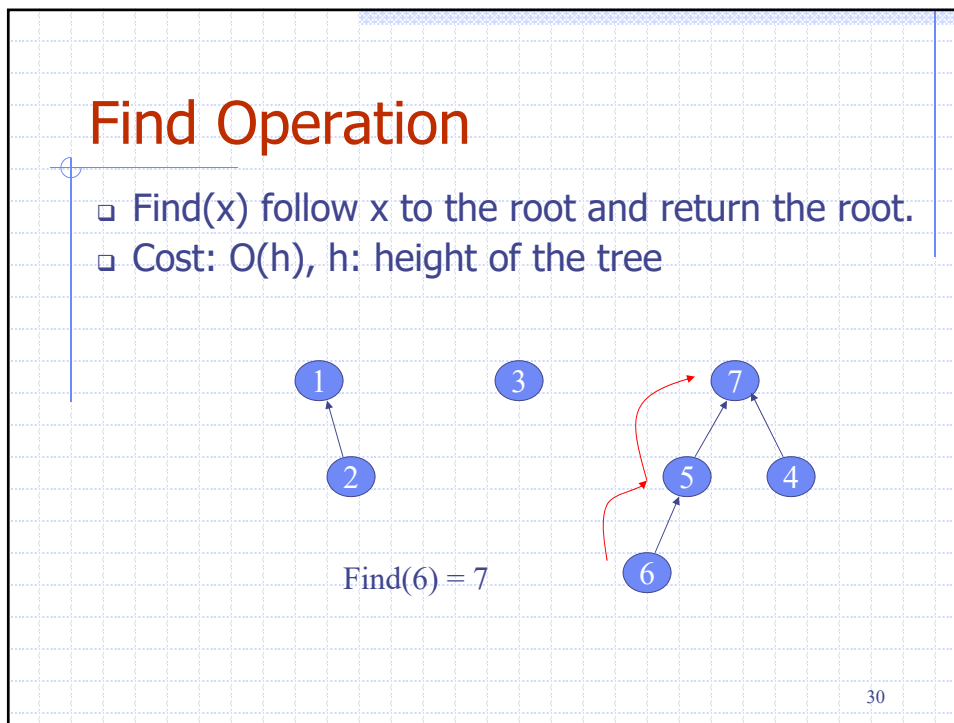 Find Operation
Find(x) follow x to the root and return the root.
Cost: O(h), h: height of the tree
1 3 7
2 5 4
6
Find(6) = 7
30